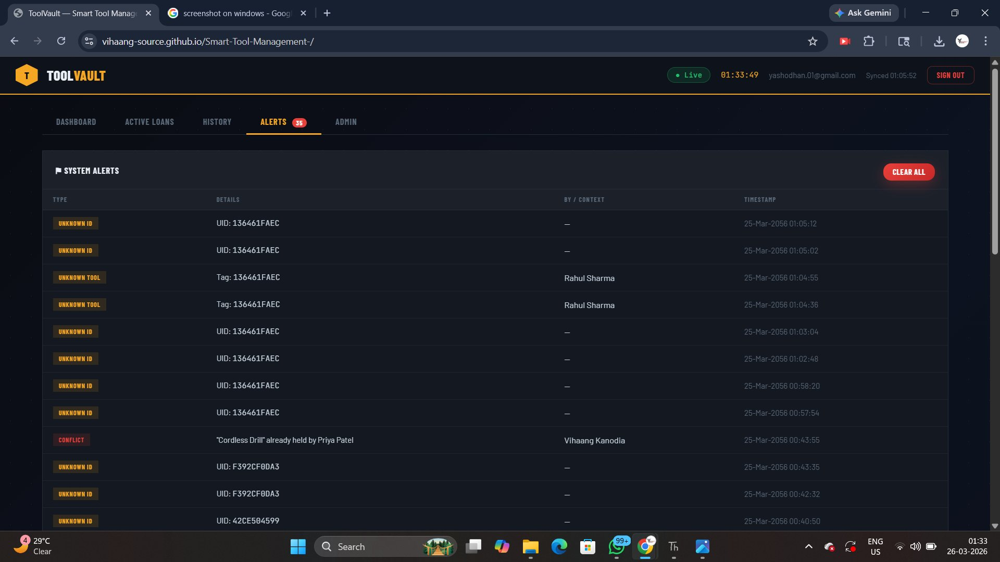 ToolVault — Smart Tool Manag
screenshot on windows - Goog
Ask Gemini
vihaang-source.github.io/Smart-Tool-Management-/
T
TOOLVAULT
● Live
01:33:49
yashodhan.01@gmail.com
Synced 01:05:52
SIGN OUT
DASHBOARD
ACTIVE LOANS
HISTORY
ALERTS 35
ADMIN
SYSTEM ALERTS
CLEAR ALL
TYPE DETAILS BY / CONTEXT TIMESTAMP
UNKNOWN ID UID: 136461FAEC — 25-Mar-2056 01:05:12
UNKNOWN ID UID: 136461FAEC — 25-Mar-2056 01:05:02
UNKNOWN TOOL Tag: 136461FAEC Rahul Sharma 25-Mar-2056 01:04:55
UNKNOWN TOOL Tag: 136461FAEC Rahul Sharma 25-Mar-2056 01:04:36
UNKNOWN ID UID: 136461FAEC — 25-Mar-2056 01:03:04
UNKNOWN ID UID: 136461FAEC — 25-Mar-2056 01:02:48
UNKNOWN ID UID: 136461FAEC — 25-Mar-2056 00:58:20
UNKNOWN ID UID: 136461FAEC — 25-Mar-2056 00:57:54
CONFLICT "Cordless Drill" already held by Priya Patel Vihaang Kanodia 25-Mar-2056 00:43:55
UNKNOWN ID UID: F392CF0DA3 — 25-Mar-2056 00:43:35
UNKNOWN ID UID: F392CF0DA3 — 25-Mar-2056 00:42:32
UNKNOWN ID UID: 42CE504599 — 25-Mar-2056 00:40:50
4
29°C
Clear
Search
99+
Th
ENG
US
01:33
26-03-2026